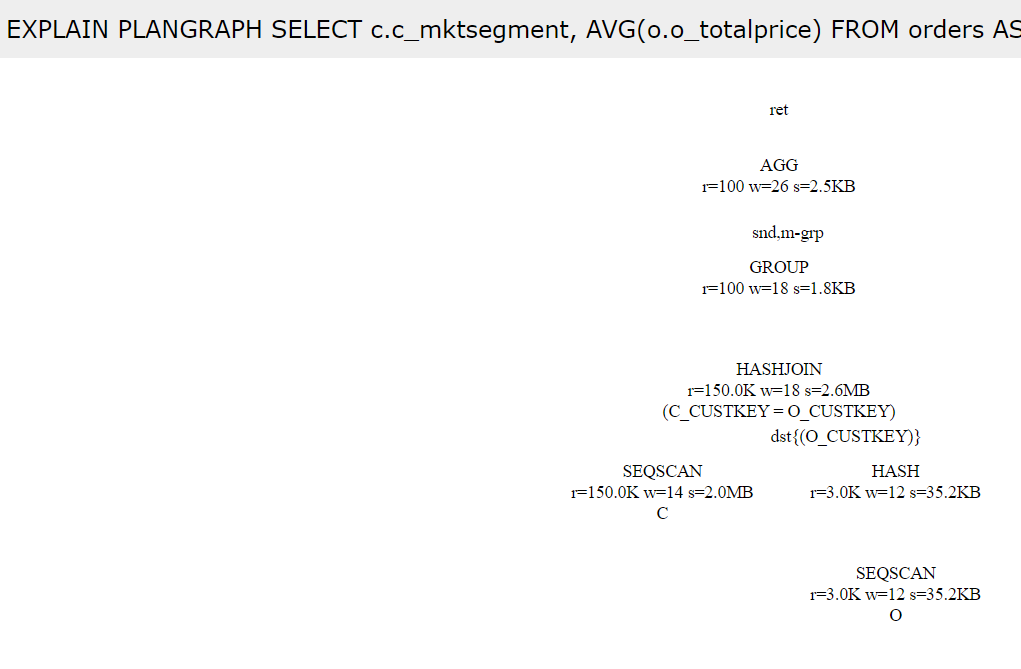 EXPLAIN PLANGRAPH SELECT c.c_mktsegment, AVG(o.o_totalprice) FROM orders AS
ret
AGG
r=100 w=26 s=2.5KB
snd,m-grp
GROUP
r=100 w=18 s=1.8KB
HASHJOIN
r=150.0K w=18 s=2.6MB
(C_CUSTKEY = O_CUSTKEY)
dst{(O_CUSTKEY)}
SEQSCAN
r=150.0K w=14 s=2.0MB
C
HASH
r=3.0K w=12 s=35.2KB
SEQSCAN
r=3.0K w=12 s=35.2KB
O